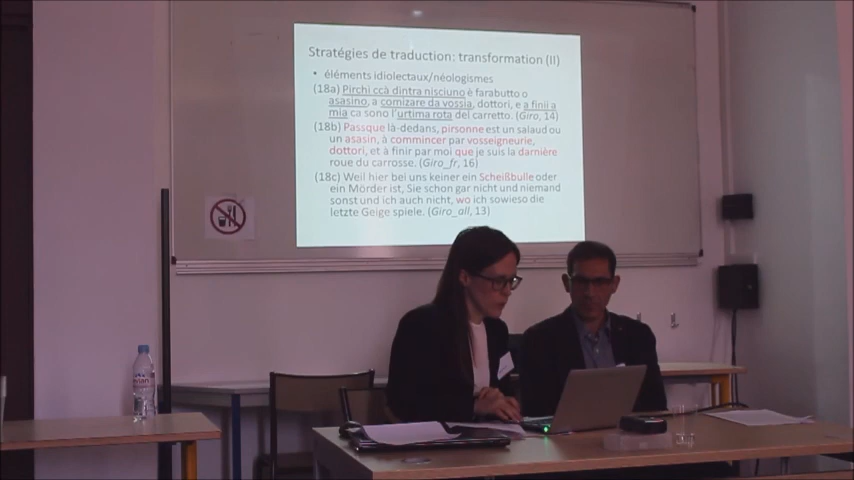 Stratégies de traduction: transformation (II)
• éléments idiolectaux/néologismes
(18a) Pirchì ccà dintra nisciuno è farabutto o
asasino, a comizare da vossia, dottori, e a finii a
mia ca sono l'urtima rota del carretto. (Giro, 14)
(18b) Passque là-dedans, pirsonne est un salaud ou
un asasin, à commincer par vosseigneurie,
dottori, et à finir par moi que je suis la darnière
roue du carrosse. (Giro_fr, 16)
(18c) Weil hier bei uns keiner ein Scheißbulle oder
ein Mörder ist, Sie schon gar nicht und niemand
sonst und ich auch nicht, wo ich sowieso die
letzte Geige spiele. (Giro_all, 13)
evian